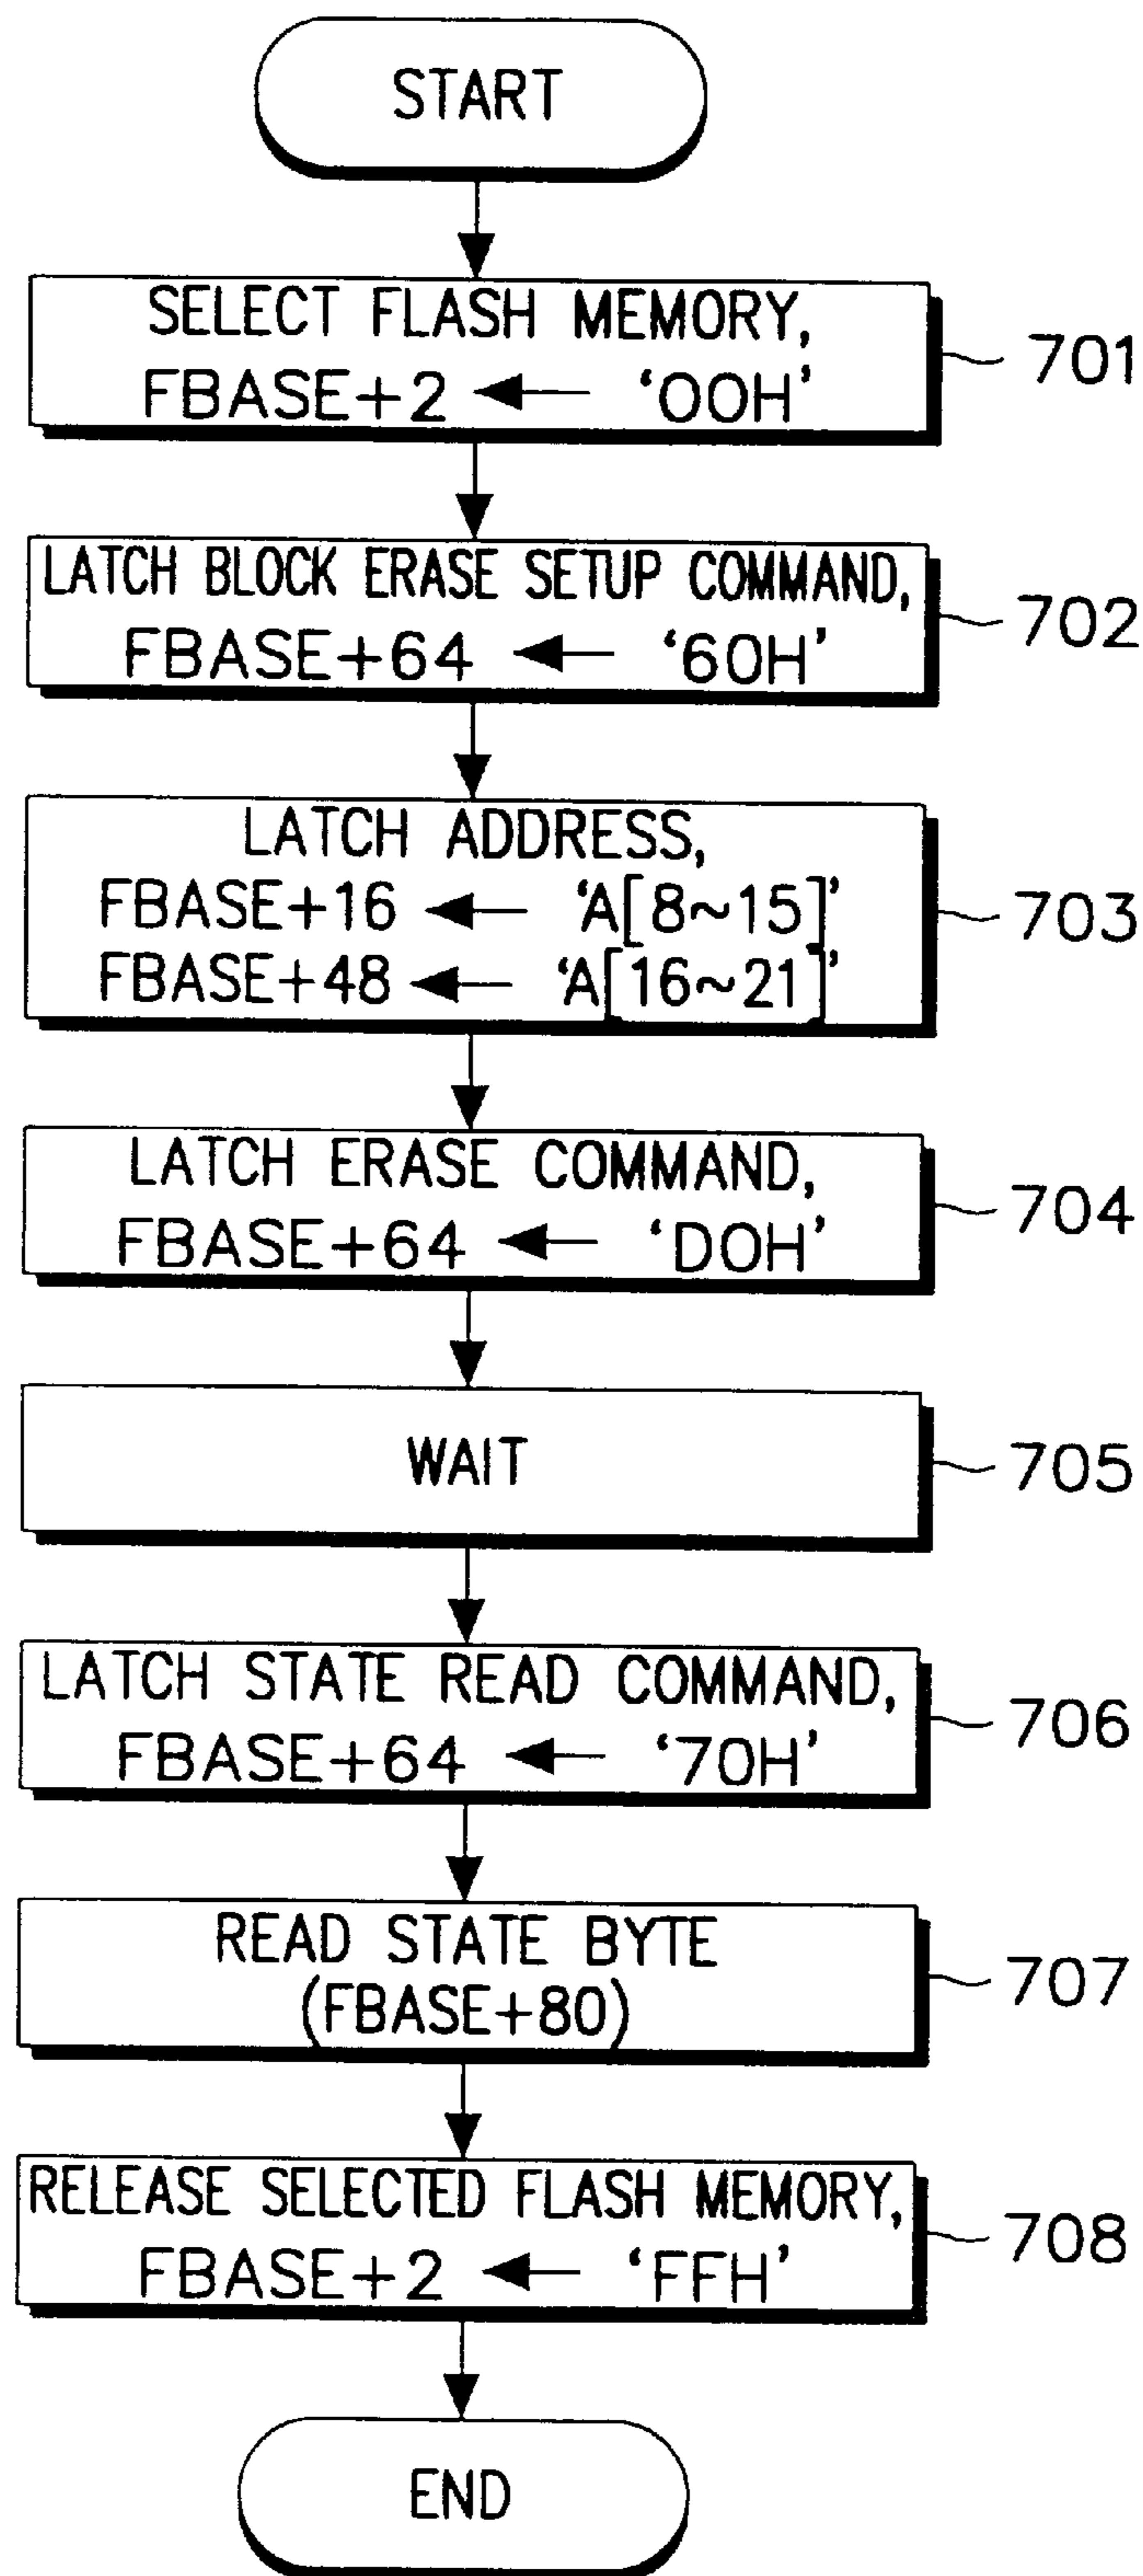 START
SELECT FLASH MEMORY,
FBASE+2 ← '00H'
701
LATCH BLOCK ERASE SETUP COMMAND,
FBASE+64 ← '60H'
702
LATCH ADDRESS,
FBASE+16 ← 'A[8~15]'
FBASE+48 ← 'A[16~21]'
703
LATCH ERASE COMMAND,
FBASE+64 ← 'D0H'
704
WAIT
705
LATCH STATE READ COMMAND,
FBASE+64 ← '70H'
706
READ STATE BYTE
(FBASE+80)
707
RELEASE SELECTED FLASH MEMORY,
FBASE+2 ← 'FFH'
708
END